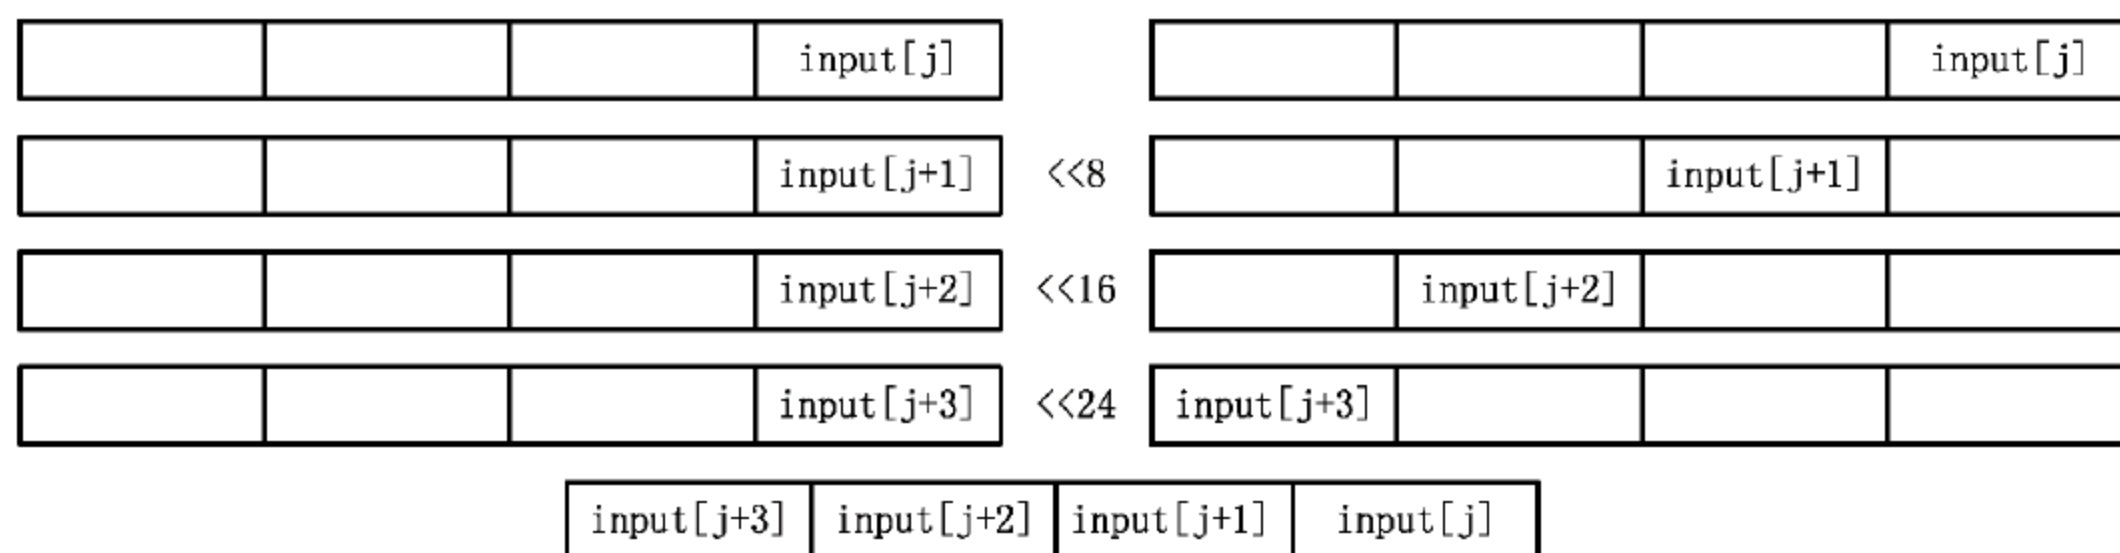 input[j] input[j]
input[j+1] <<8 input[j+1]
input[j+2] <<16 input[j+2]
input[j+3] <<24 input[j+3]
input[j+3] input[j+2] input[j+1] input[j]